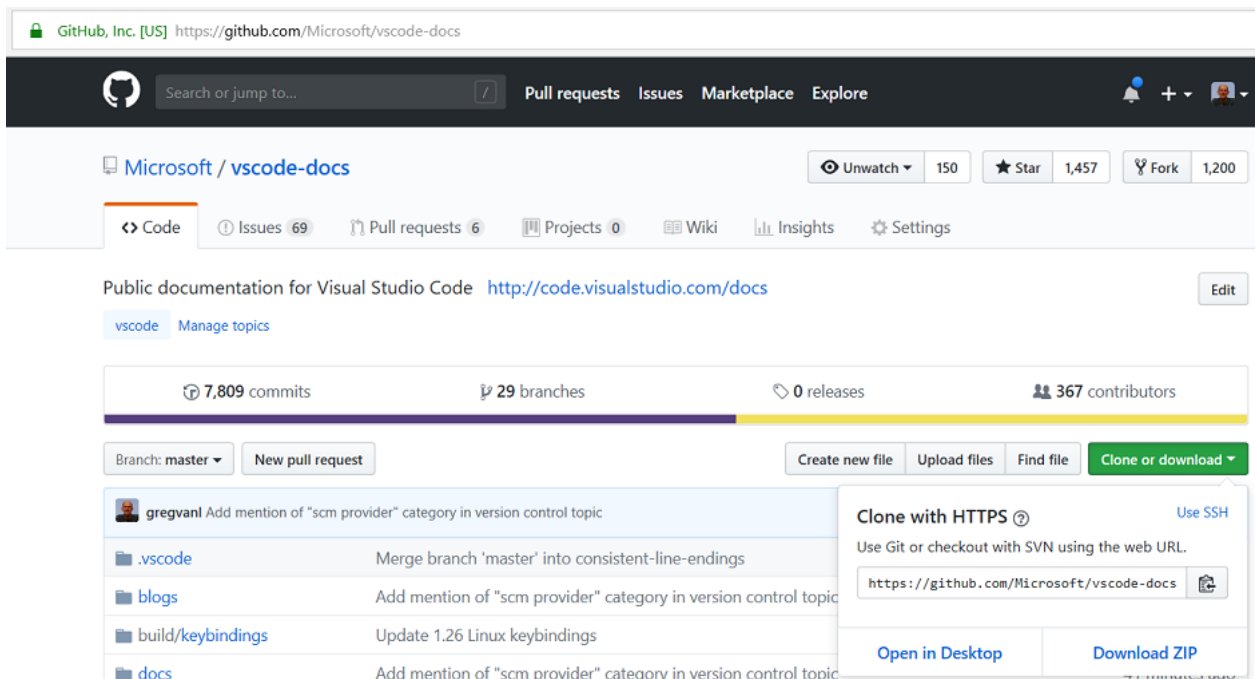 GitHub, Inc. [US] https://github.com/Microsoft/vscode-docs
Search or jump to... / Pull requests Issues Marketplace Explore
Microsoft / vscode-docs Unwatch 150 Star 1,457 Fork 1,200
Code Issues 69 Pull requests 6 Projects 0 Wiki Insights Settings
Public documentation for Visual Studio Code http://code.visualstudio.com/docs Edit
vscode Manage topics
7,809 commits 29 branches 0 releases 367 contributors
Branch: master New pull request Create new file Upload files Find file Clone or download
gregvanl Add mention of "scm provider" category in version control topic
.vscode Merge branch 'master' into consistent-line-endings
blogs Add mention of "scm provider" category in version control topic
build/keybindings Update 1.26 Linux keybindings
docs Add mention of "scm provider" category in version control topic
Clone with HTTPS ? Use SSH
Use Git or checkout with SVN using the web URL.
https://github.com/Microsoft/vscode-docs
Open in Desktop Download ZIP
41 minutes ago